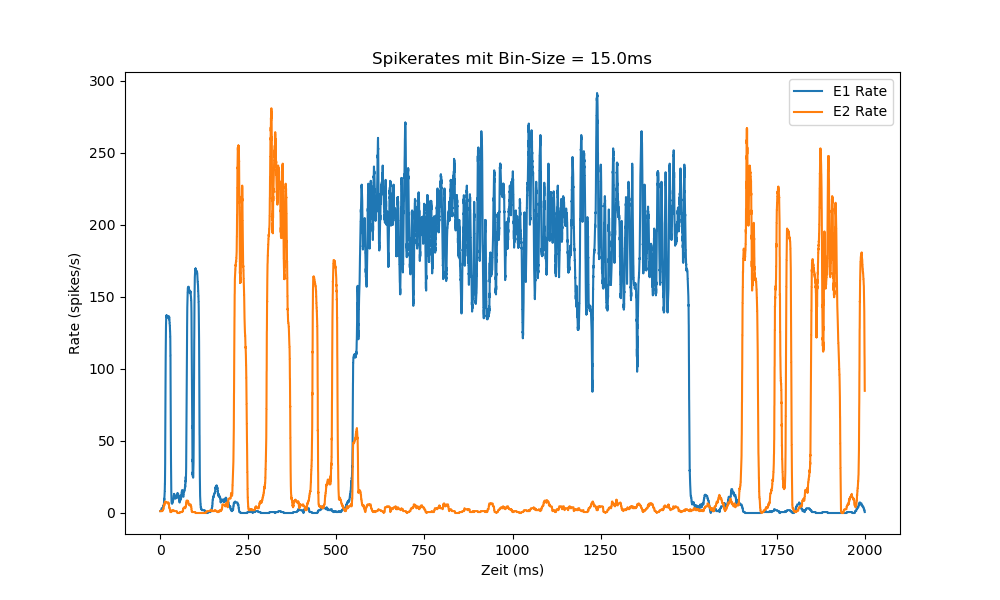 Spikerates mit Bin-Size = 15.0ms
E1 Rate
E2 Rate
Rate (spikes/s)
300
250
200
150
100
50
0
0 250 500 750 1000 1250 1500 1750 2000
Zeit (ms)